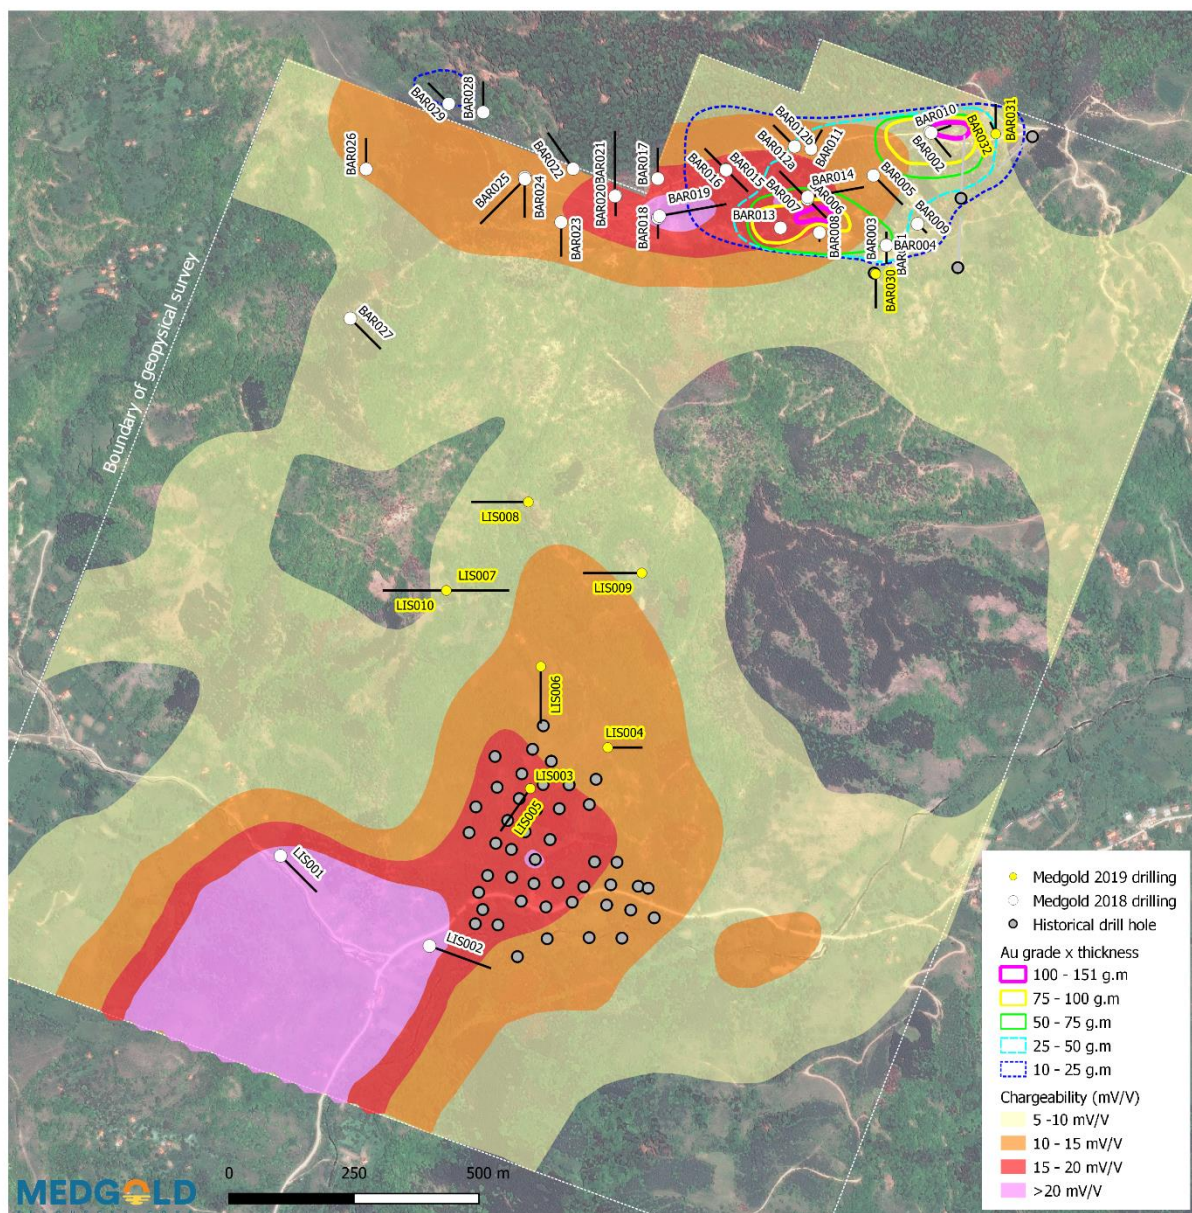 BAR028
BAR029
BAR026
BAR022
BAR021
BAR020
BAR017
BAR025
BAR024
BAR023
BAR019
BAR018
BAR016
BAR015
BAR012b
BAR012a
BAR011
BAR010
BAR031
BAR032
BAR002
BAR014
BAR005
BAR007
BAR006
BAR013
BAR008
BAR003
BAR009
BAR004
BAR030
BAR027
Boundary of geopysical survey
LIS008
LIS007
LIS009
LIS010
LIS006
LIS004
LIS003
LIS005
LIS001
LIS002
Medgold 2019 drilling
Medgold 2018 drilling
Historical drill hole
Au grade x thickness
100 - 151 g.m
75 - 100 g.m
50 - 75 g.m
25 - 50 g.m
10 - 25 g.m
Chargeability (mV/V)
5 -10 mV/V
10 - 15 mV/V
15 - 20 mV/V
>20 mV/V
0 250 500 m
MEDGOLD